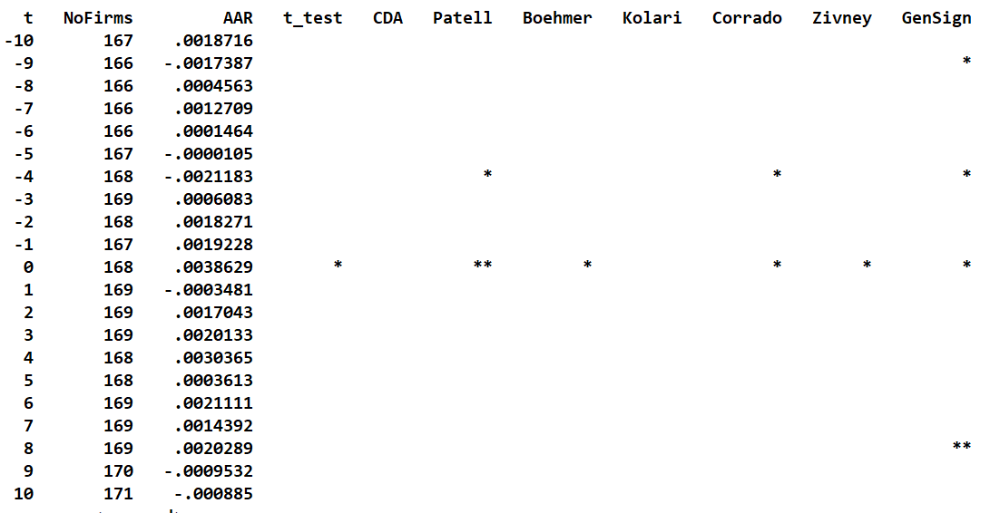 t NoFirms AAR t_test CDA Patell Boehmer Kolari Corrado Zivney GenSign
-10 167 .0018716
-9 166 -.0017387 *
-8 166 .0004563
-7 166 .0012709
-6 166 .0001464
-5 167 -.0000105
-4 168 -.0021183 * * *
-3 169 .0006083
-2 168 .0018271
-1 167 .0019228
0 168 .0038629 * ** * * * *
1 169 -.0003481
2 169 .0017043
3 169 .0020133
4 168 .0030365
5 168 .0003613
6 169 .0021111
7 169 .0014392
8 169 .0020289 **
9 170 -.0009532
10 171 -.000885